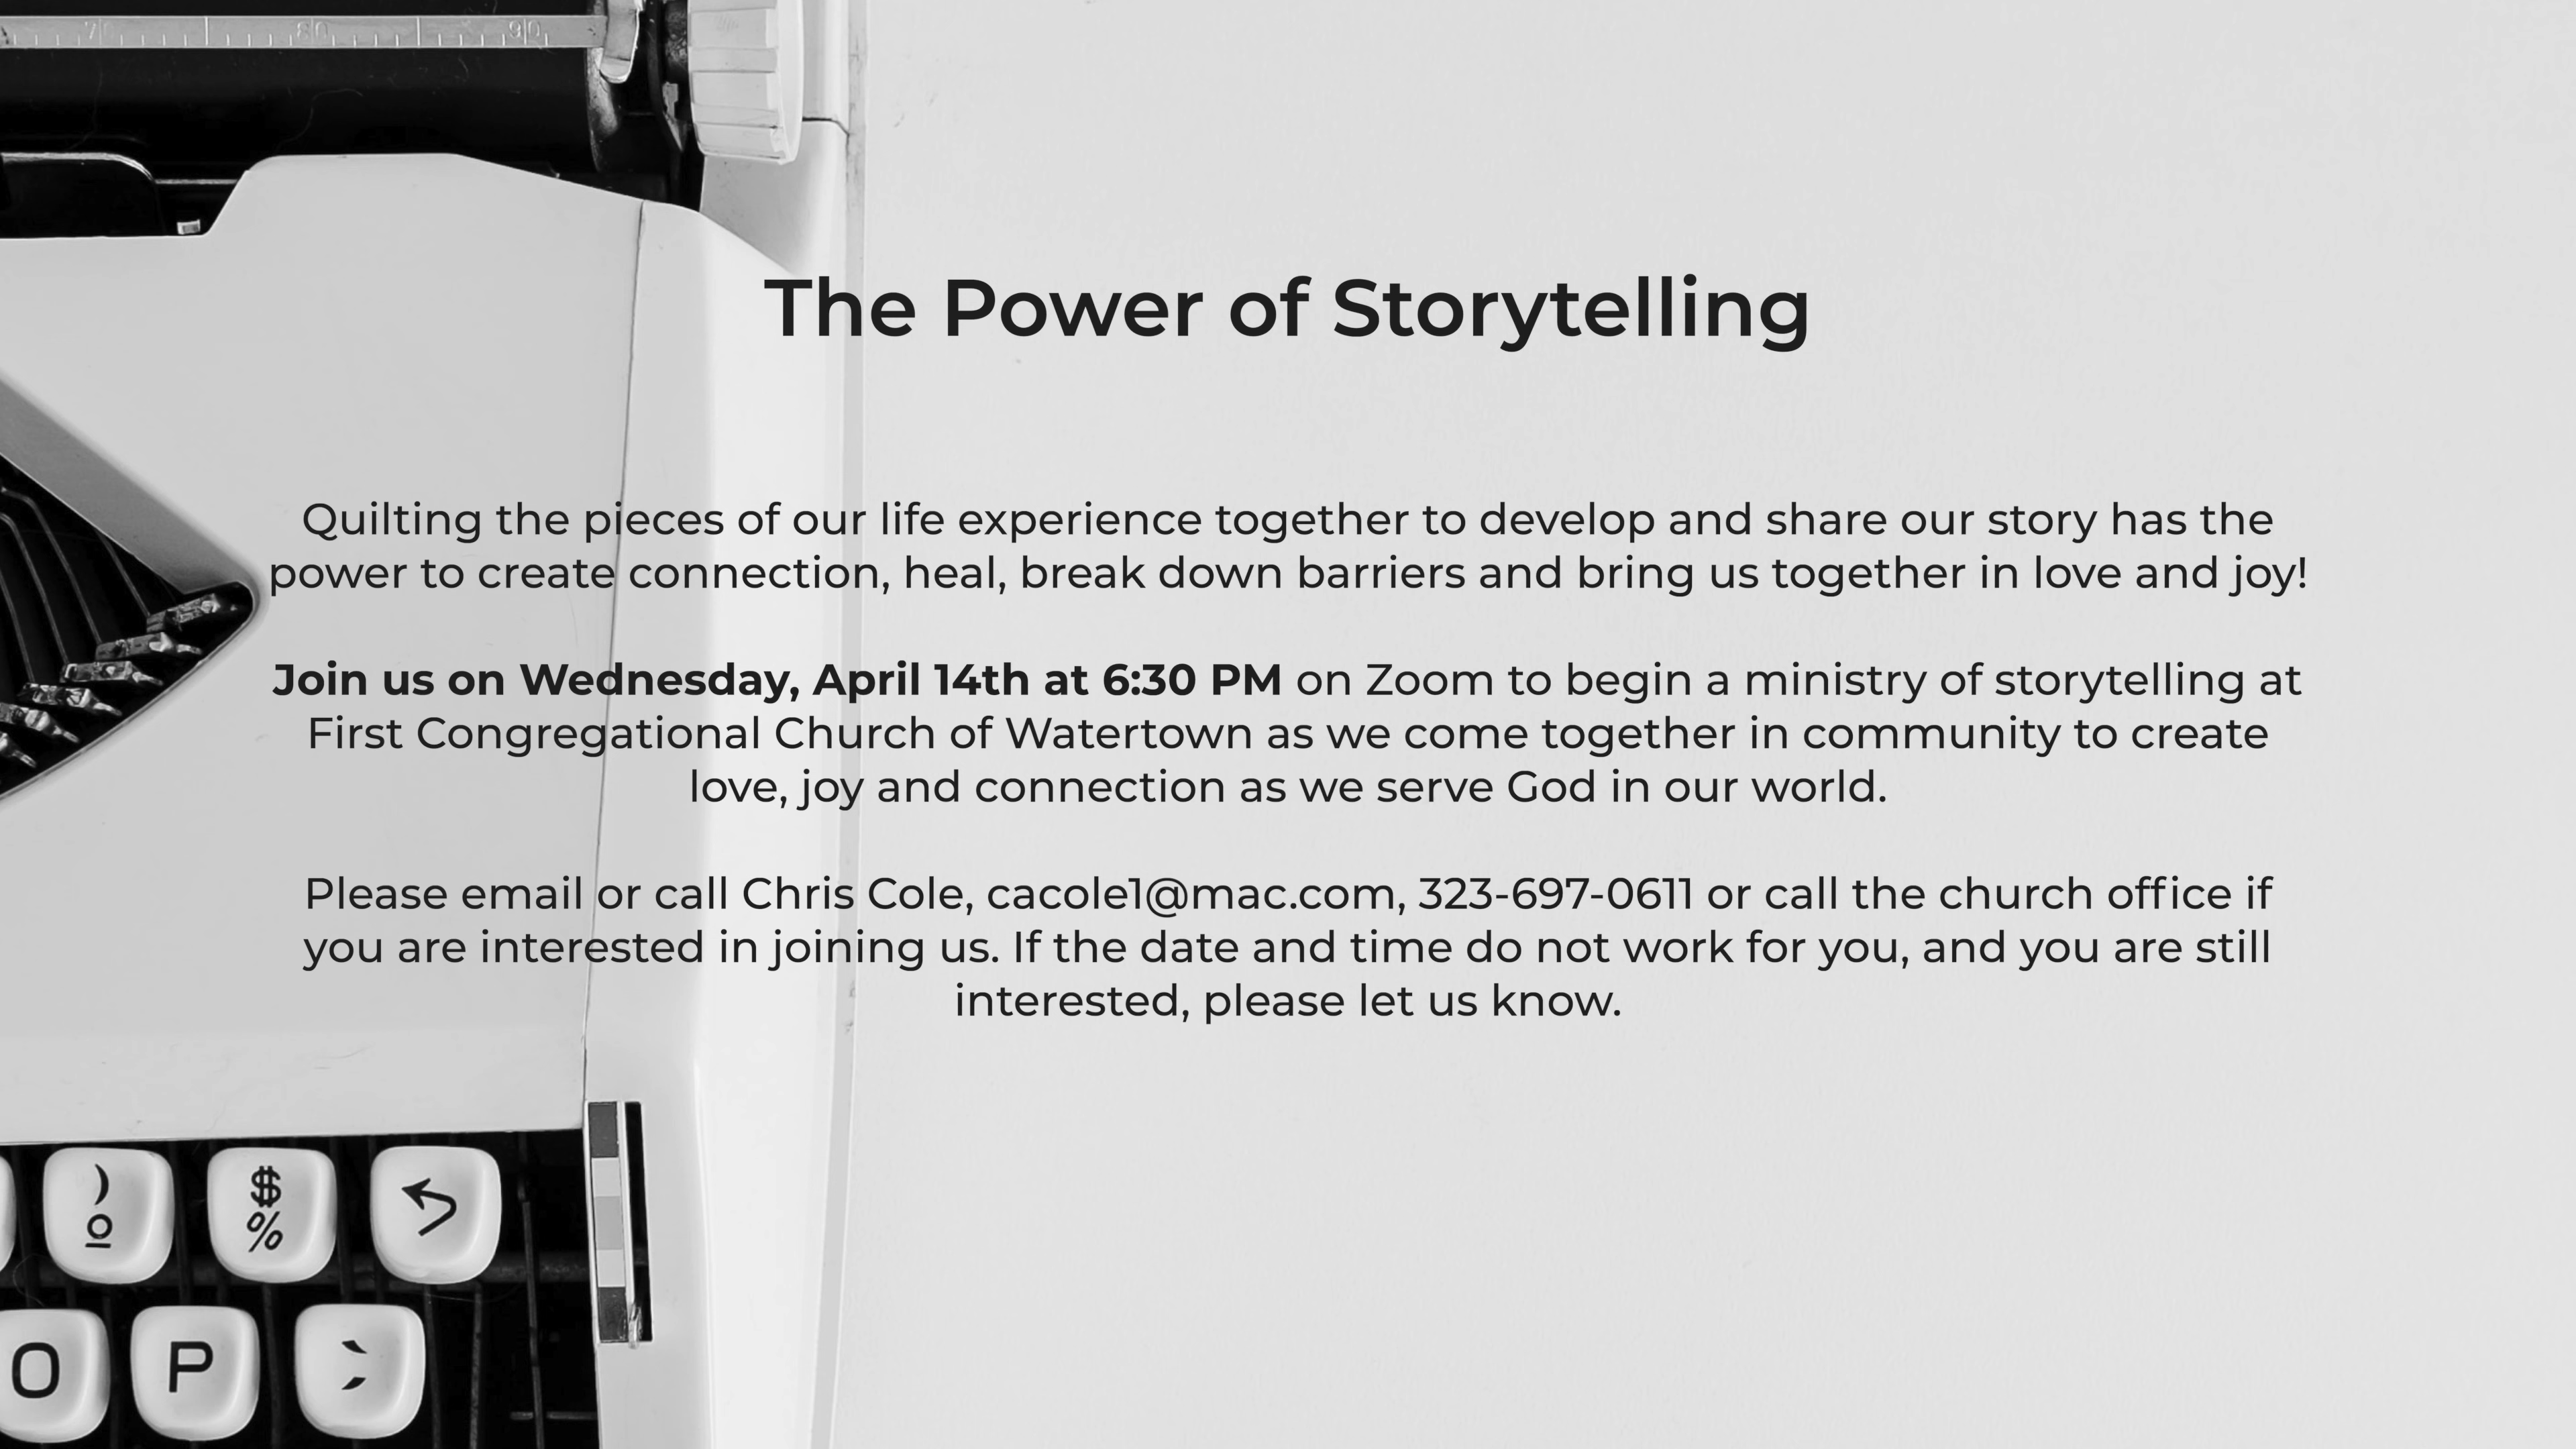 70 80 90
The Power of Storytelling
Quilting the pieces of our life experience together to develop and share our story has the
power to create connection, heal, break down barriers and bring us together in love and joy!
Join us on Wednesday, April 14th at 6:30 PM on Zoom to begin a ministry of storytelling at
First Congregational Church of Watertown as we come together in community to create
love, joy and connection as we serve God in our world.
Please email or call Chris Cole, cacole1@mac.com, 323-697-0611 or call the church office if
you are interested in joining us. If the date and time do not work for you, and you are still
interested, please let us know.
) $
o %
O P